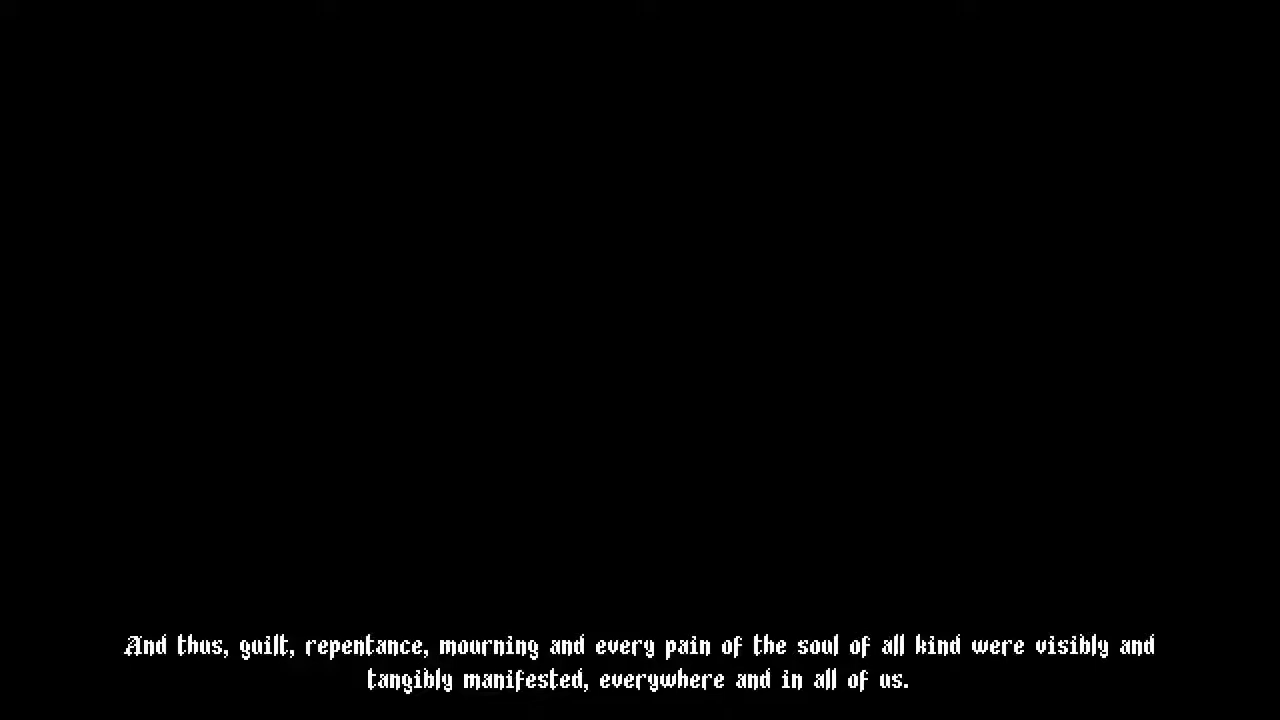 And thus, guilt, repentance, mourning and every pain of the soul of all kind were visibly and
tangibly manifested, everywhere and in all of us.